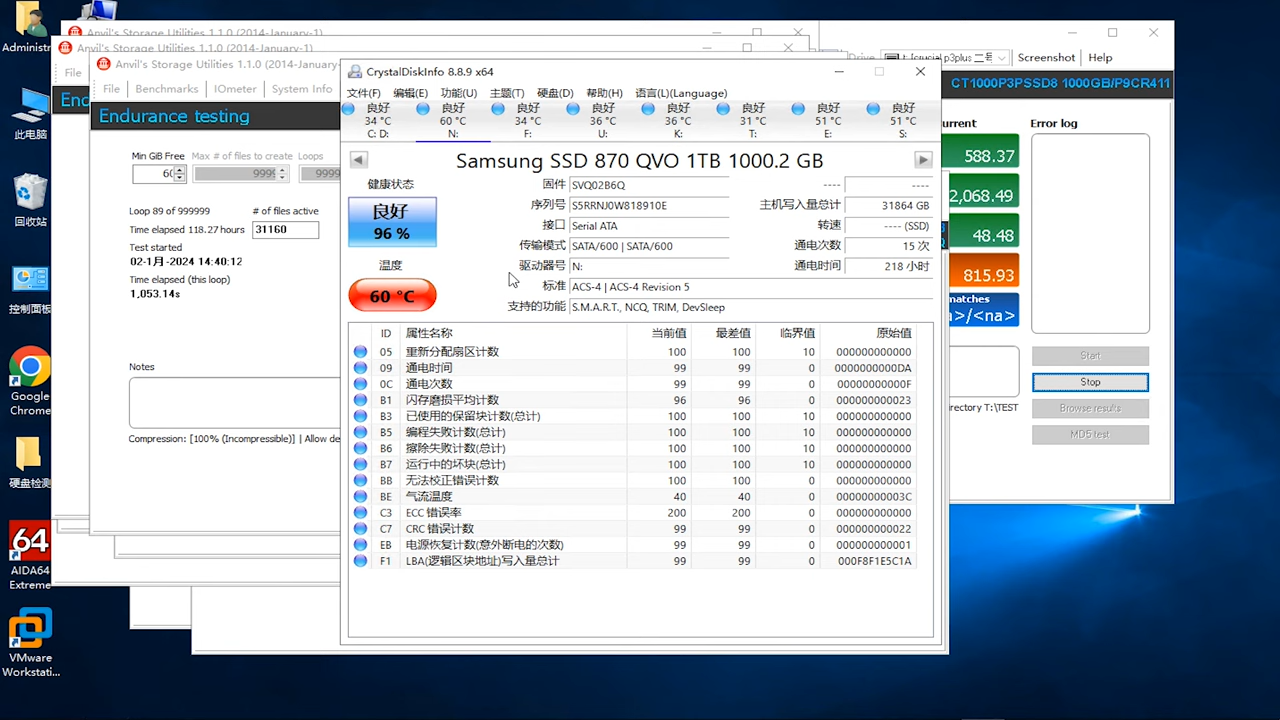 Administr
此电脑
回收站
控制面板
Google
Chrome
硬盘检测
64
AIDA64
Extreme
VMware
Workstati...
Anvil's Storage Utilities 1.1.0 (2014-January-1)
Anvil's Storage Utilities 1.1.0 (2014-January-1)
File
Anvil's Storage Utilities 1.1.0 (2014-January
File Benchmarks IOmeter System Info
Endurance testing
Min GiB Free Max # of files to create Loops
Loop 89 of 999999
# of files active
Time elapsed 118.27 hours
31160
Test started
02-1月-2024 14:40:12
Time elapsed (this loop)
1,053.14s
Notes
Compression: [100% (Incompressible)] | Allow de
CrystalDiskInfo 8.8.9 x64
文件(F) 编辑(E) 功能(U) 主题(T) 硬盘(D) 帮助(H) 语言(L)(Language)
良好 良好 良好 良好 良好 良好 良好 良好
34 °C 60 °C 34 °C 36 °C 36 °C 31 °C 51 °C 51 °C
C: D: N: F: U: K: T: E: S:
Samsung SSD 870 QVO 1TB 1000.2 GB
健康状态
良好
96 %
温度
60 °C
固件 SVQ02B6Q ---- ----
序列号 S5RRNJ0W818910E 主机写入量总计 31864 GB
接口 Serial ATA 转速 ---- (SSD)
传输模式 SATA/600 | SATA/600 通电次数 15 次
驱动器号 N: 通电时间 218 小时
标准 ACS-4 | ACS-4 Revision 5
支持的功能 S.M.A.R.T., NCQ, TRIM, DevSleep
ID 属性名称 当前值 最差值 临界值 原始值
05 重新分配扇区计数 100 100 10 000000000000
09 通电时间 99 99 0 0000000000DA
0C 通电次数 99 99 0 00000000000F
B1 闪存磨损平均计数 96 96 0 000000000023
B3 已使用的保留块计数(总计) 100 100 10 000000000000
B5 编程失败计数(总计) 100 100 10 000000000000
B6 擦除失败计数(总计) 100 100 10 000000000000
B7 运行中的坏块(总计) 100 100 10 000000000000
BB 无法校正错误计数 100 100 0 000000000000
BE 气流温度 40 40 0 00000000003C
C3 ECC 错误率 200 200 0 000000000000
C7 CRC 错误计数 99 99 0 000000000022
EB 电源恢复计数(意外断电的次数) 99 99 0 000000000001
F1 LBA(逻辑区块地址)写入量总计 99 99 0 000F8F1E5C1A
Drive
crucial p3plus 二号
Screenshot Help
CT1000P3PSSD8 1000GB/P9CR411
urrent
Error log
588.37
2,068.49
48.48
815.93
matches
>/<na>
Start
Stop
irectory T:\TEST
Browse results
MD5 test